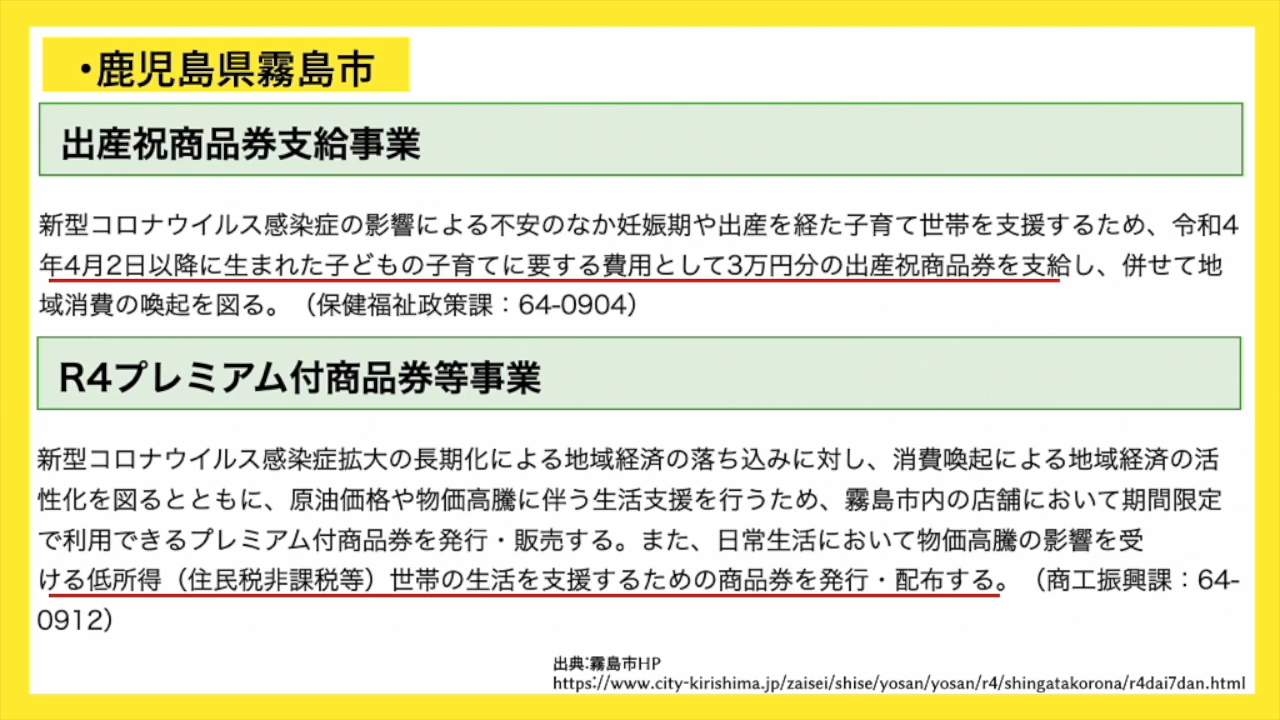 ・鹿児島県霧島市
出産祝商品券支給事業
新型コロナウイルス感染症の影響による不安のなか妊娠期や出産を経た子育て世帯を支援するため、令和4
年4月2日以降に生まれた子どもの子育てに要する費用として3万円分の出産祝商品券を支給し、併せて地
域消費の喚起を図る。（保健福祉政策課：64-0904）
R4プレミアム付商品券等事業
新型コロナウイルス感染症拡大の長期化による地域経済の落ち込みに対し、消費喚起による地域経済の活
性化を図るとともに、原油価格や物価高騰に伴う生活支援を行うため、霧島市内の店舗において期間限定
で利用できるプレミアム付商品券を発行・販売する。また、日常生活において物価高騰の影響を受
ける低所得（住民税非課税等）世帯の生活を支援するための商品券を発行・配布する。（商工振興課：64-
0912）
出典:霧島市HP
https://www.city-kirishima.jp/zaisei/shise/yosan/yosan/r4/shingatakorona/r4dai7dan.html